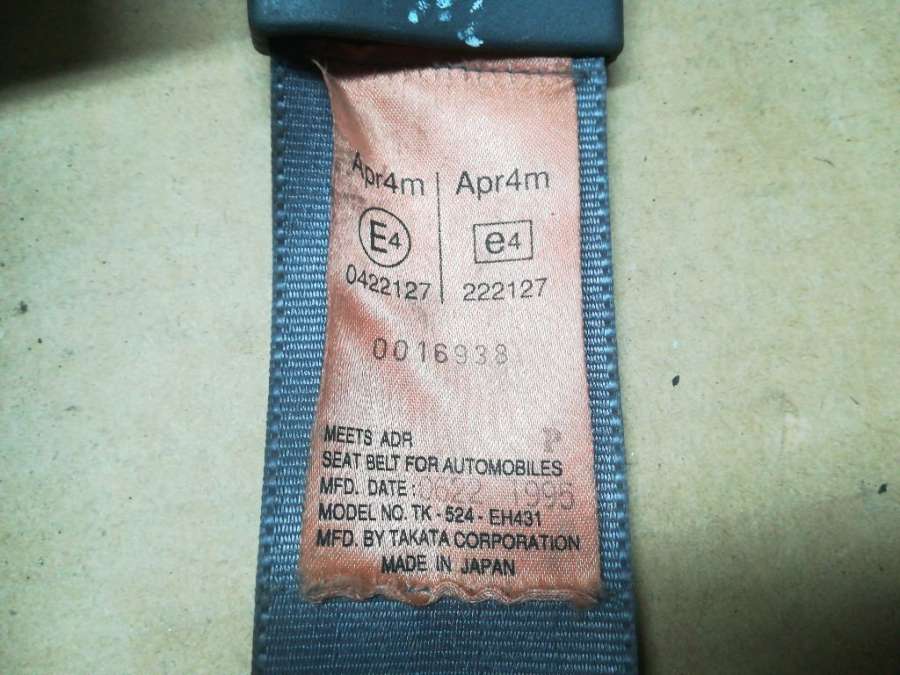 Apr4m Apr4m
E4 e4
0422127 222127
0016938
P
MEETS ADR
SEAT BELT FOR AUTOMOBILES
MFD. DATE: 0622 1995
MODEL NO. TK-524-EH431
MFD. BY TAKATA CORPORATION
MADE IN JAPAN